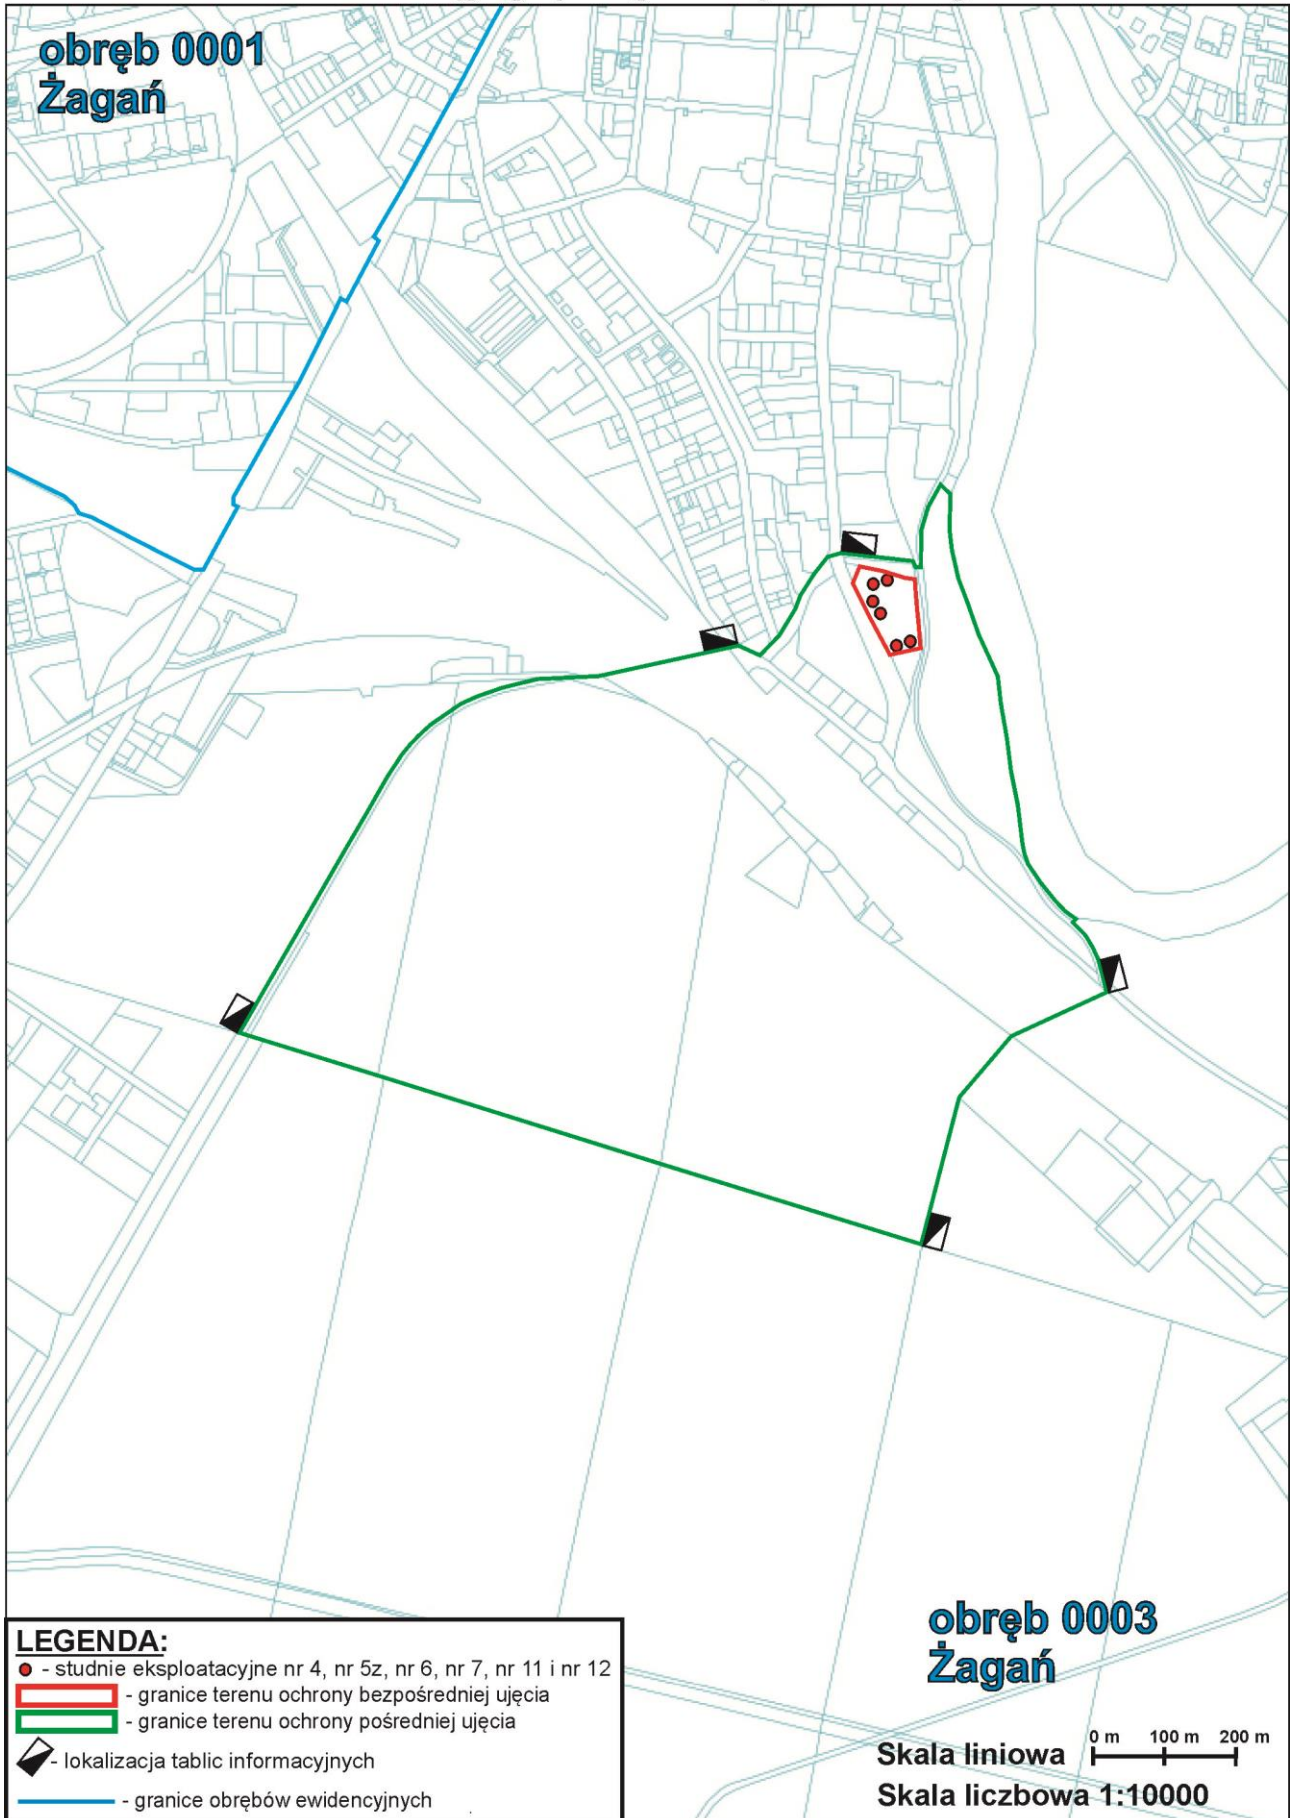 obręb 0001
Żagań
obręb 0003
Żagań
LEGENDA:
- studnie eksploatacyjne nr 4, nr 5z, nr 6, nr 7, nr 11 i nr 12
- granice terenu ochrony bezpośredniej ujęcia
- granice terenu ochrony pośredniej ujęcia
- lokalizacja tablic informacyjnych
- granice obrębów ewidencyjnych
0 m 100 m 200 m
Skala liniowa
Skala liczbowa 1:10000